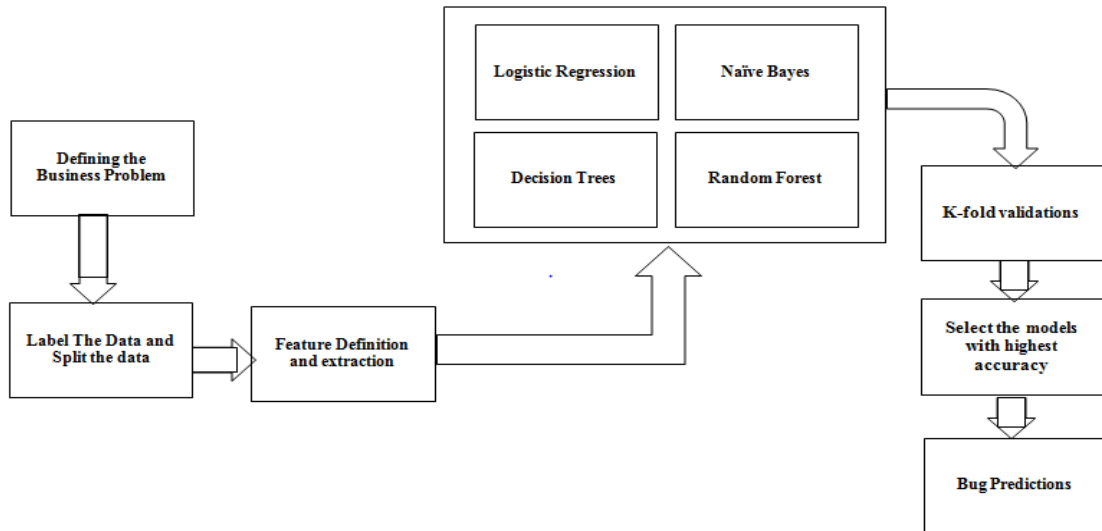 Defining the
Business Problem
Label The Data and
Split the data
Feature Definition
and extraction
Logistic Regression
Naïve Bayes
Decision Trees
Random Forest
K-fold validations
Select the models
with highest
accuracy
Bug Predictions